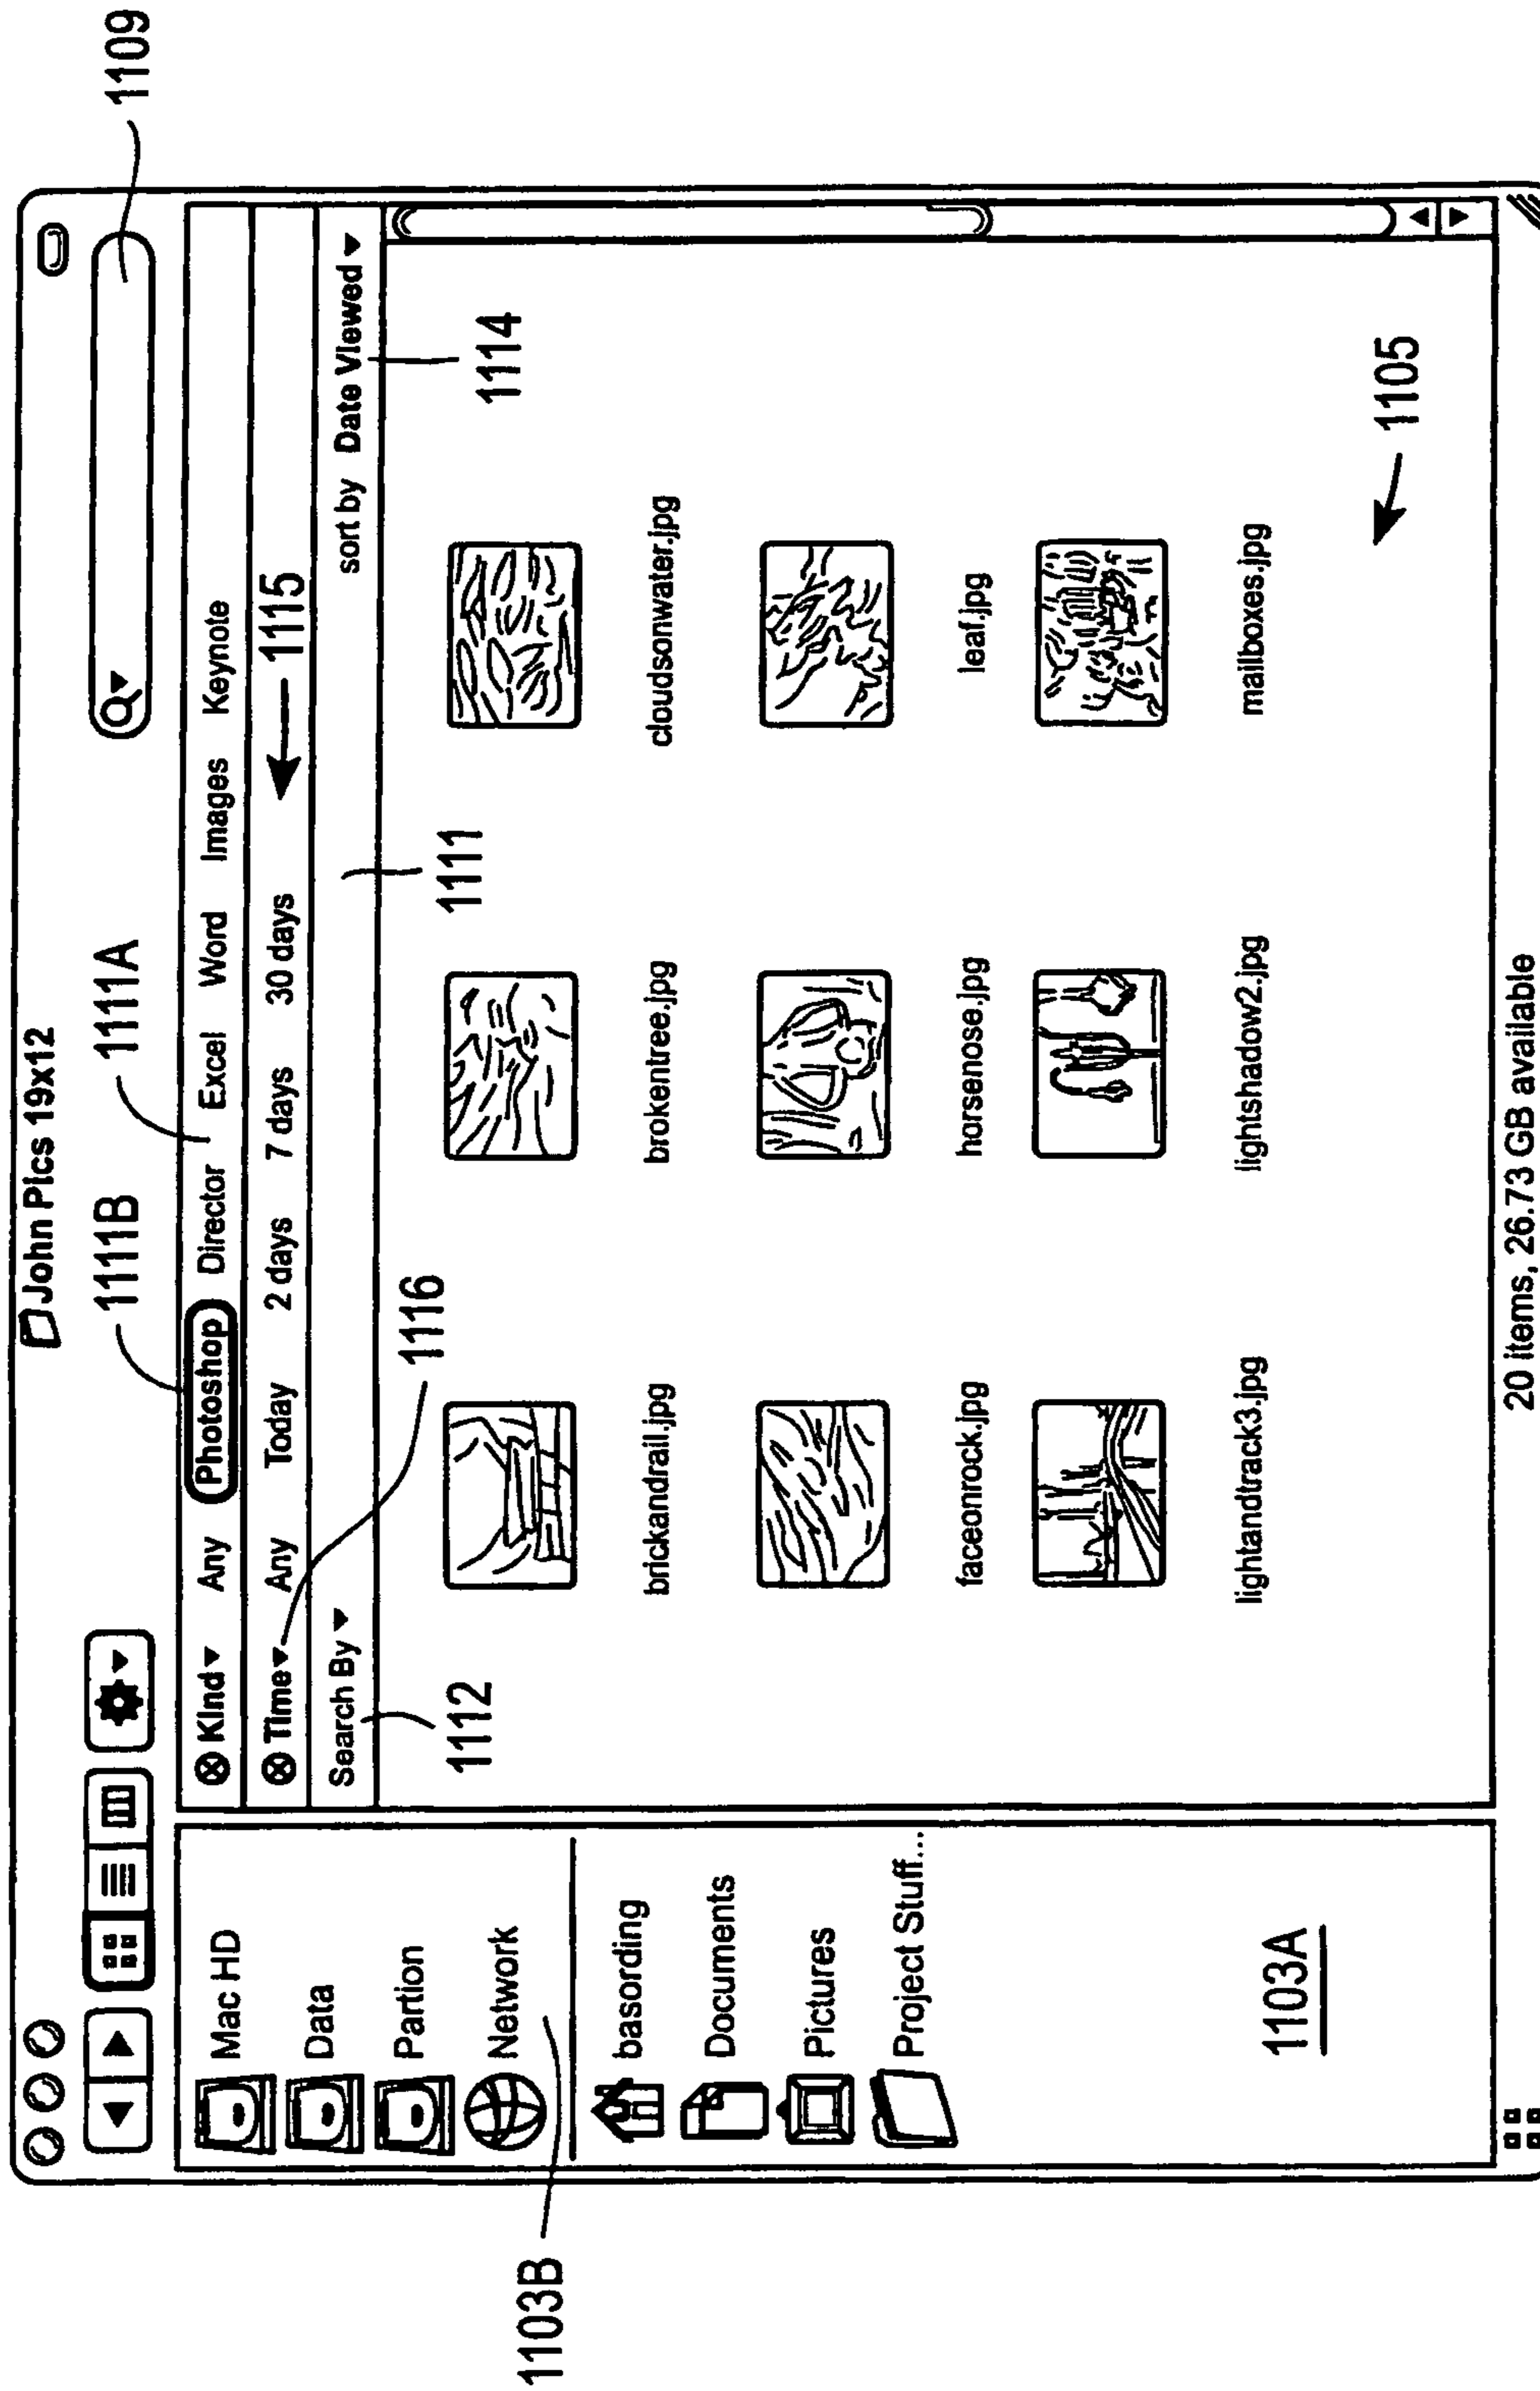 John Pics 19x12
1109
1111B
1111A
Kind Any Photoshop Director Excel Word Images Keynote
Time Any Today 2 days 7 days 30 days
1115
Search By
sort by Date Viewed
1116
1112
1111
1114
Mac HD
Data
Partion
Network
1103B
basording
Documents
Pictures
Project Stuff...
1103A
brickandrail.jpg brokentree.jpg cloudsonwater.jpg
faceonrock.jpg horsenose.jpg leaf.jpg
lightandtrack3.jpg lightshadow2.jpg mailboxes.jpg
1105
20 items, 26.73 GB available